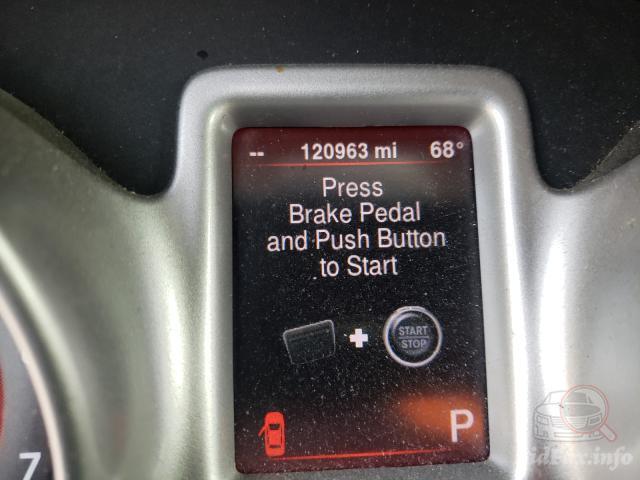 -- 120963 mi 68°
Press
Brake Pedal
and Push Button
to Start
START
STOP
P
7